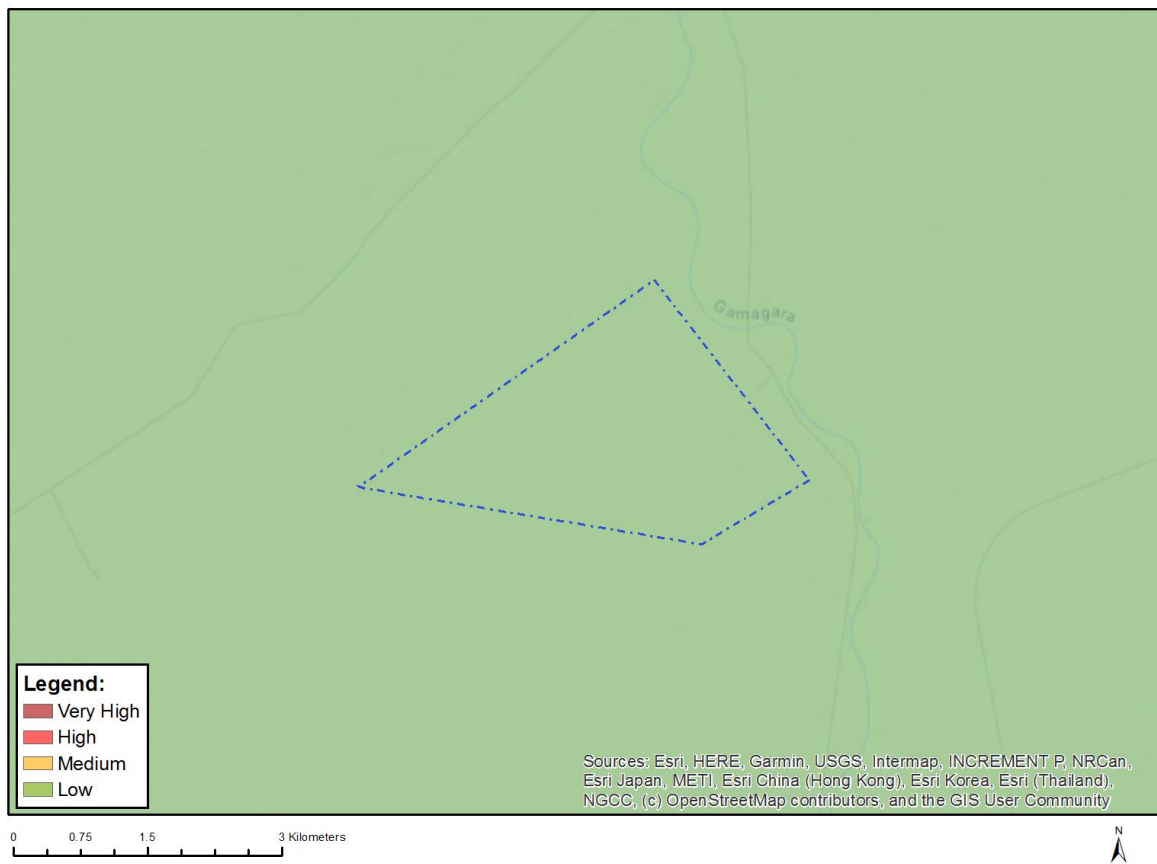 Gamagara
Legend:
Very High
High
Medium
Low
Sources: Esri, HERE, Garmin, USGS, Intermap, INCREMENT P, NRCan,
Esri Japan, METI, Esri China (Hong Kong), Esri Korea, Esri (Thailand),
NGCC, (c) OpenStreetMap contributors, and the GIS User Community
0 0.75 1.5 3 Kilometers
N